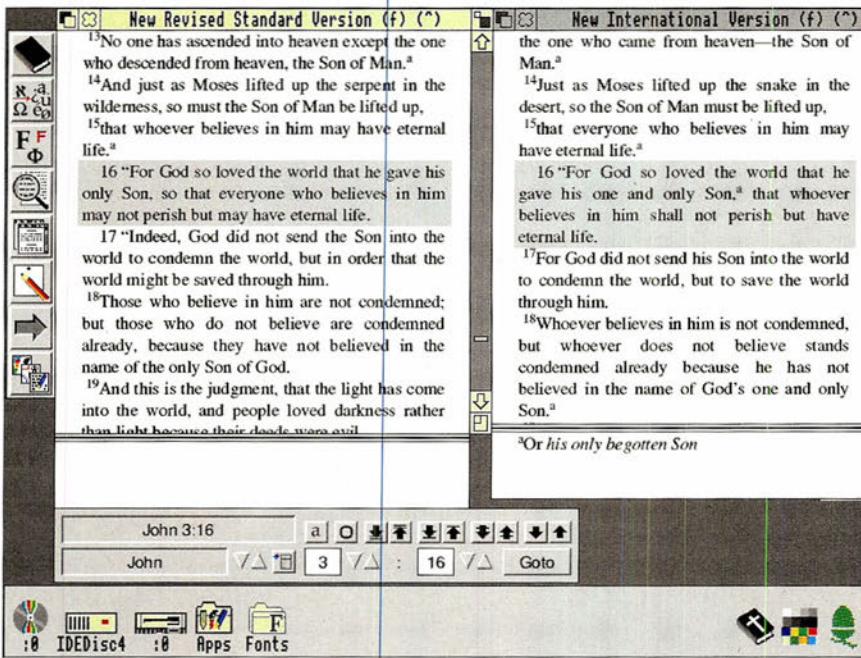 New Revised Standard Version (f) (^)
¹³No one has ascended into heaven except the one
who descended from heaven, the Son of Man.ª
¹⁴And just as Moses lifted up the serpent in the
wilderness, so must the Son of Man be lifted up,
¹⁵that whoever believes in him may have eternal
life.ª
16 “For God so loved the world that he gave his
only Son, so that everyone who believes in him
may not perish but may have eternal life.
17 “Indeed, God did not send the Son into the
world to condemn the world, but in order that the
world might be saved through him.
¹⁸Those who believe in him are not condemned;
but those who do not believe are condemned
already, because they have not believed in the
name of the only Son of God.
¹⁹And this is the judgment, that the light has come
into the world, and people loved darkness rather
than light because their deeds were evil
New International Version (f) (^)
the one who came from heaven—the Son of
Man.ª
¹⁴Just as Moses lifted up the snake in the
desert, so the Son of Man must be lifted up,
¹⁵that everyone who believes in him may
have eternal life.ª
16 “For God so loved the world that he
gave his one and only Son,ª that whoever
believes in him shall not perish but have
eternal life.
¹⁷For God did not send his Son into the world
to condemn the world, but to save the world
through him.
¹⁸Whoever believes in him is not condemned,
but whoever does not believe stands
condemned already because he has not
believed in the name of God’s one and only
Son.ª
ªOr his only begotten Son
John 3:16 a O
John 3 : 16 Goto
:0 IDEDisc4 :0 Apps Fonts